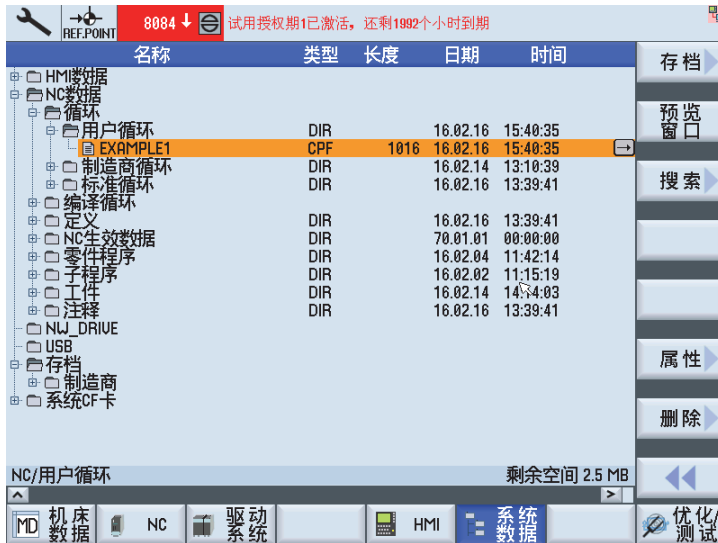 REF.POINT 8084 试用授权期1已激活，还剩1992个小时到期
名称 类型 长度 日期 时间
HMI数据
NC数据
循环
用户循环 DIR 16.02.16 15:40:35
EXAMPLE1 CPF 1016 16.02.16 15:40:35
制造商循环 DIR 16.02.14 13:10:39
标准循环 DIR 16.02.16 13:39:41
编译循环
定义 DIR 16.02.16 13:39:41
NC生效数据 DIR 70.01.01 00:00:00
零件程序 DIR 16.02.04 11:42:14
子程序 DIR 16.02.02 11:15:19
工件 DIR 16.02.14 14:14:03
注释 DIR 16.02.16 13:39:41
NW_DRIVE
USB
存档
制造商
系统CF卡
NC/用户循环 剩余空间 2.5 MB
存档
预览
窗口
搜索
属性
删除
MD 机床
数据
NC
驱动
系统
HMI
系统
数据
优化/
测试